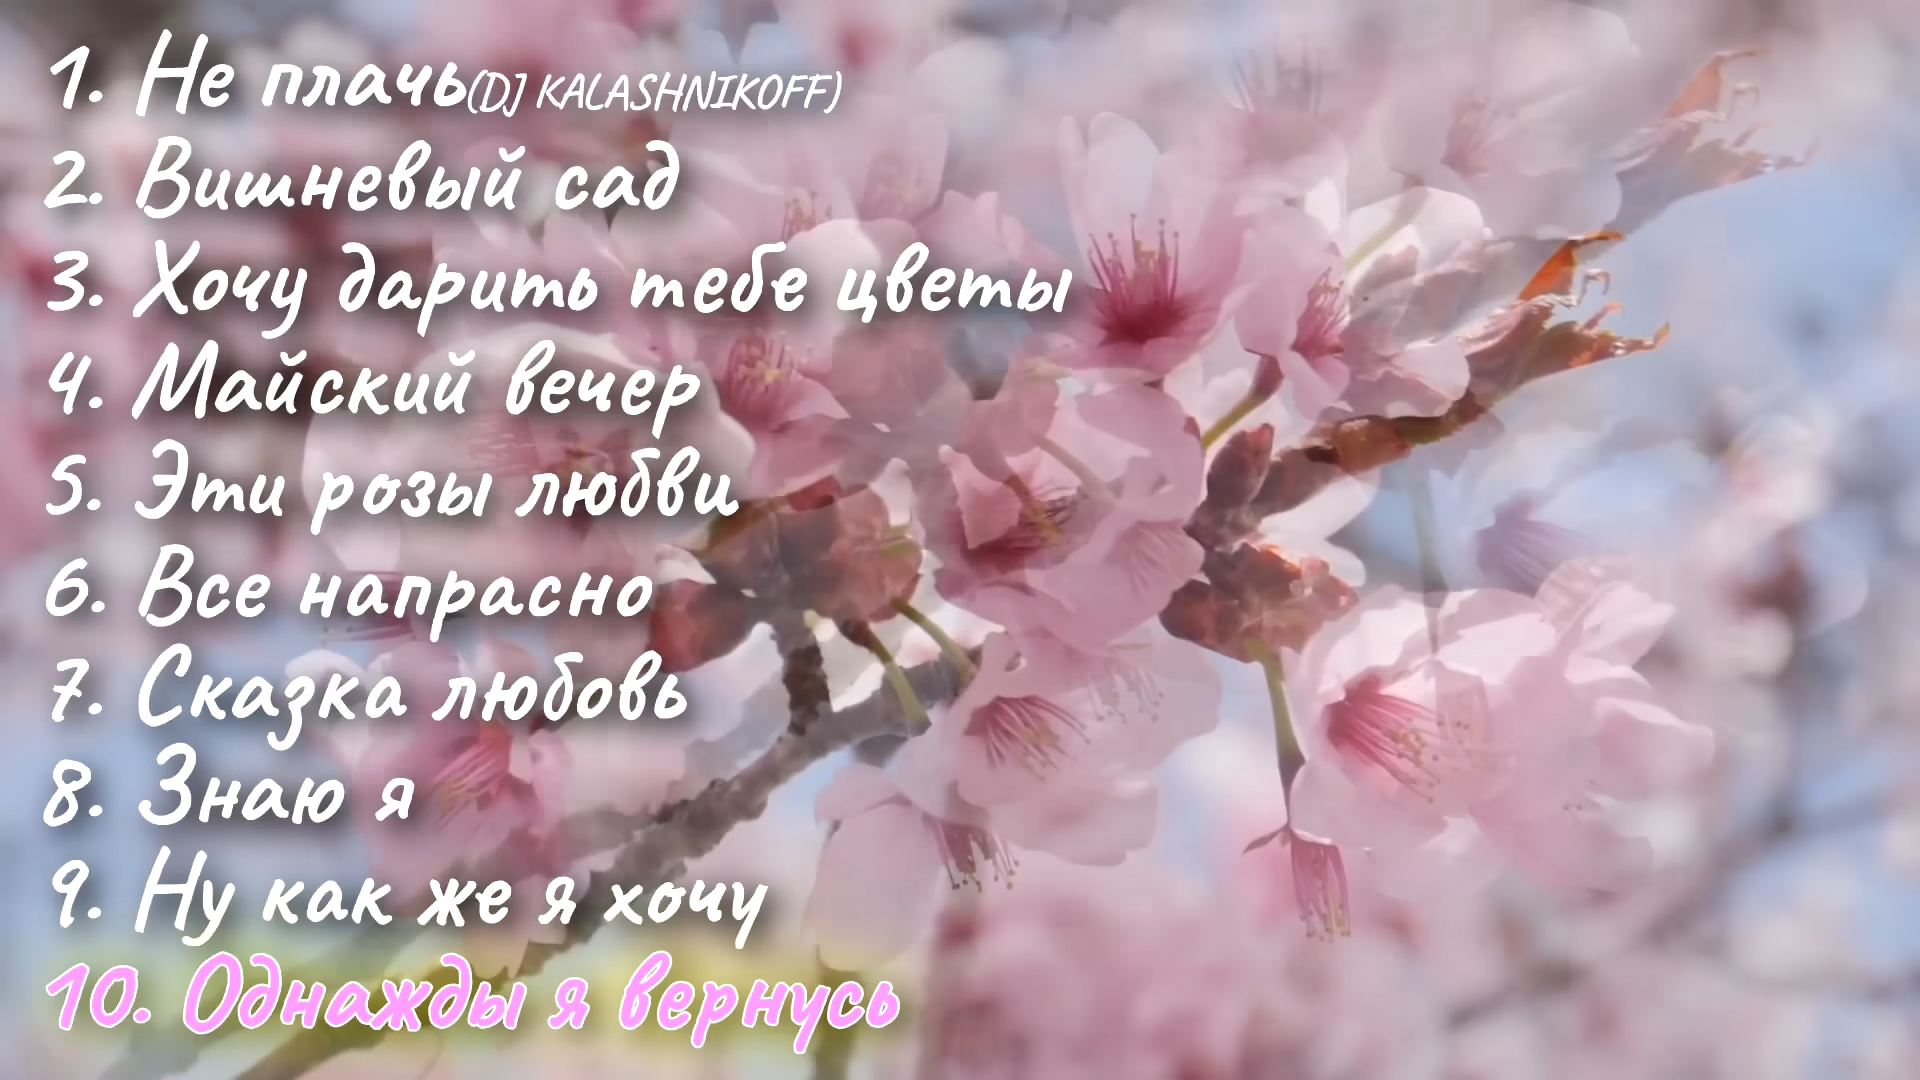 1. Не плачь(DJ KALASHNIKOFF)
2. Вишневый сад
3. Хочу дарить тебе цветы
4. Майский вечер
5. Эти розы любви
6. Все напрасно
7. Сказка любовь
8. Знаю я
9. Ну как же я хочу
10. Однажды я вернусь